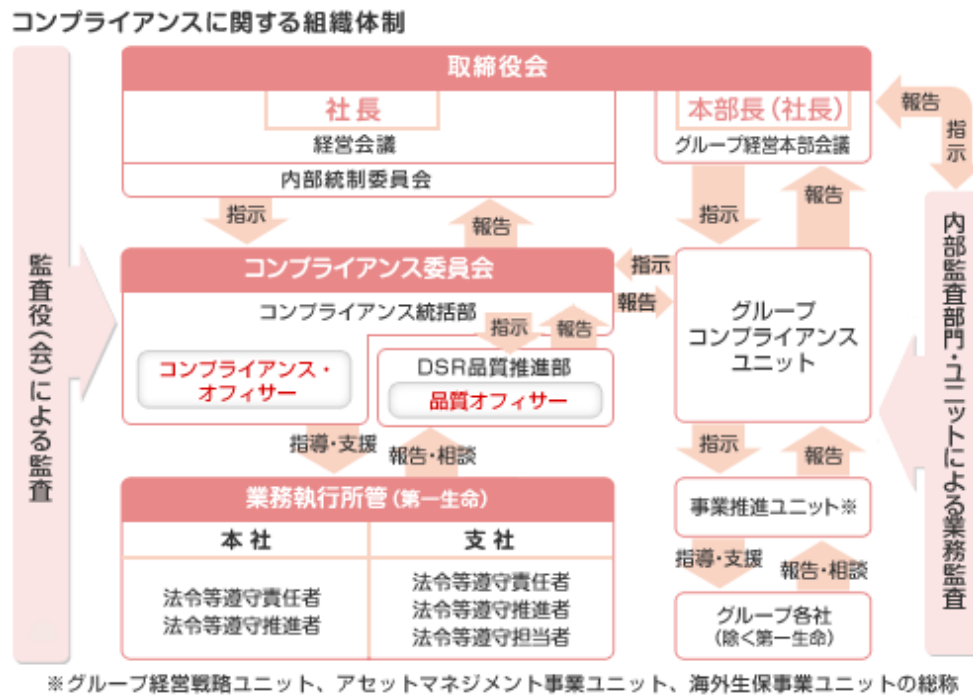 コンプライアンスに関する組織体制
取締役会
社長
経営会議
内部統制委員会
本部長（社長）
グループ経営本部会議
報告
指示
指示
報告
指示
報告
監査役（会）による監査
コンプライアンス委員会
コンプライアンス統括部
指示
報告
コンプライアンス・
オフィサー
DSR品質推進部
品質オフィサー
指示
報告
グループ
コンプライアンス
ユニット
内部監査部門・ユニットによる業務監査
指導・支援
報告・相談
指示
報告
業務執行所管（第一生命）
本社
支社
法令等遵守責任者
法令等遵守推進者
法令等遵守責任者
法令等遵守推進者
法令等遵守担当者
事業推進ユニット※
指導・支援
報告・相談
グループ各社
（除く第一生命）
※グループ経営戦略ユニット、アセットマネジメント事業ユニット、海外生保事業ユニットの総称